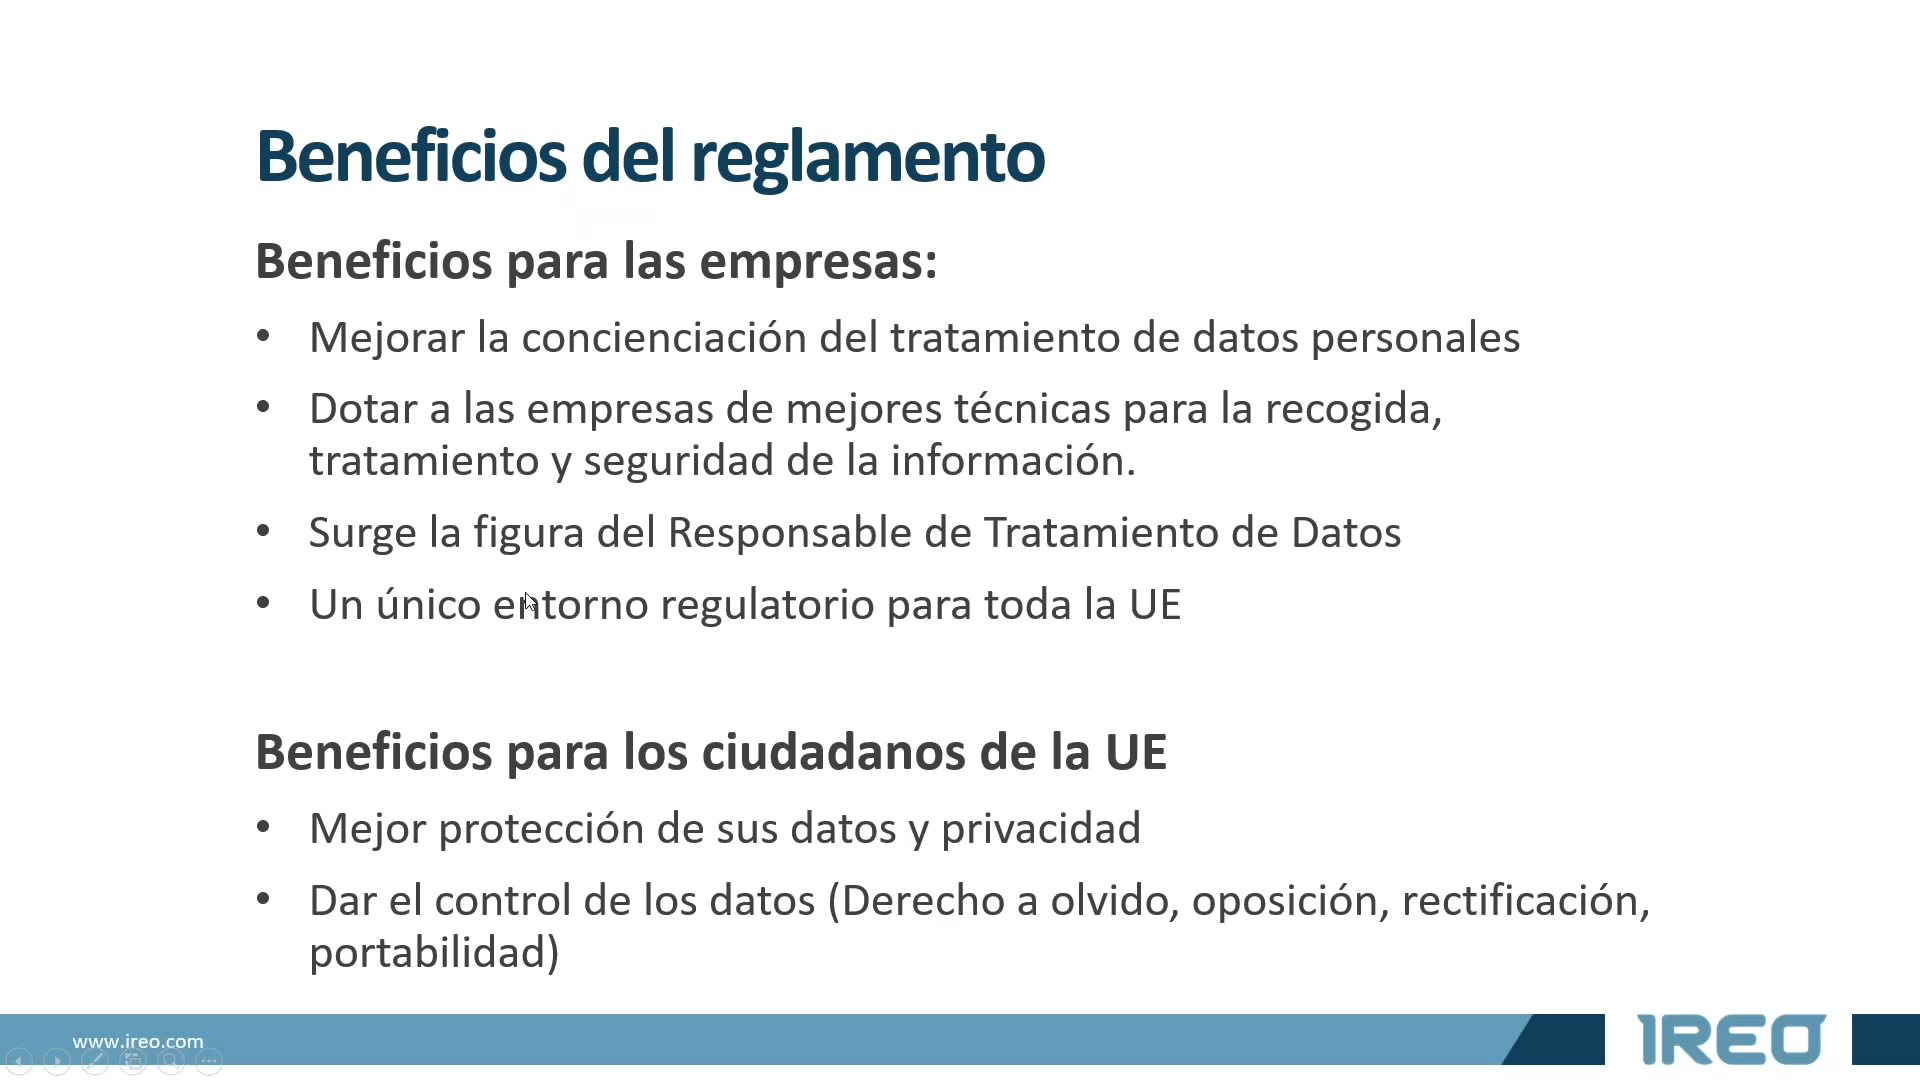 Beneficios del reglamento
Beneficios para las empresas:
• Mejorar la concienciación del tratamiento de datos personales
• Dotar a las empresas de mejores técnicas para la recogida,
tratamiento y seguridad de la información.
• Surge la figura del Responsable de Tratamiento de Datos
• Un único entorno regulatorio para toda la UE
Beneficios para los ciudadanos de la UE
• Mejor protección de sus datos y privacidad
• Dar el control de los datos (Derecho a olvido, oposición, rectificación,
portabilidad)
www.ireo.com
IREO